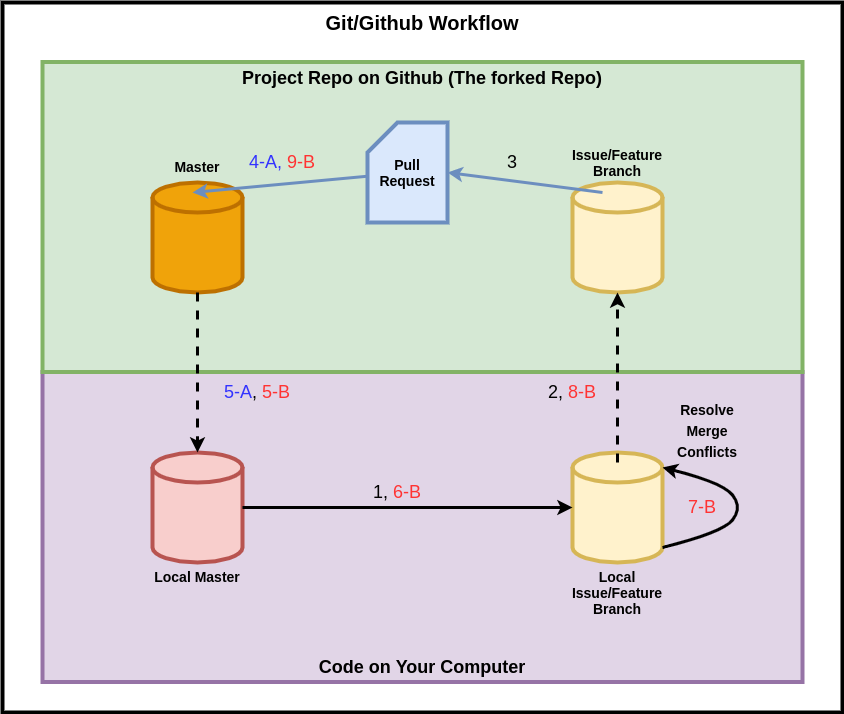 Git/Github Workflow
Project Repo on Github (The forked Repo)
Master
4-A, 9-B
Pull
Request
3
Issue/Feature
Branch
5-A, 5-B
2, 8-B
Resolve
Merge
Conflicts
1, 6-B
7-B
Local Master
Local
Issue/Feature
Branch
Code on Your Computer